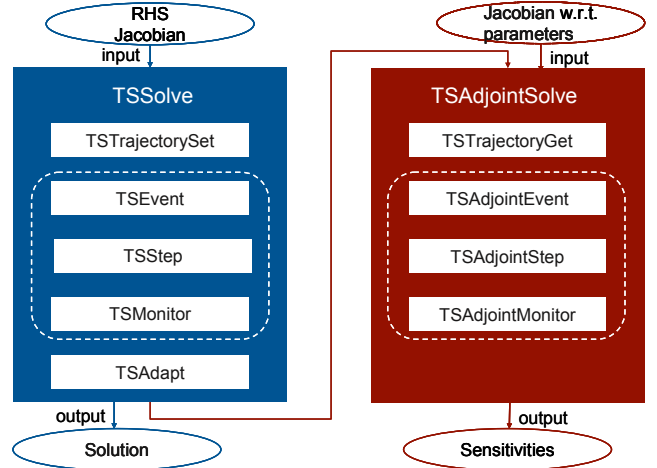 RHS
Jacobian
input
TSSolve
TSTrajectorySet
TSEvent
TSStep
TSMonitor
TSAdapt
output
Solution
Jacobian w.r.t.
parameters
input
TSAdjointSolve
TSTrajectoryGet
TSAdjointEvent
TSAdjointStep
TSAdjointMonitor
output
Sensitivities